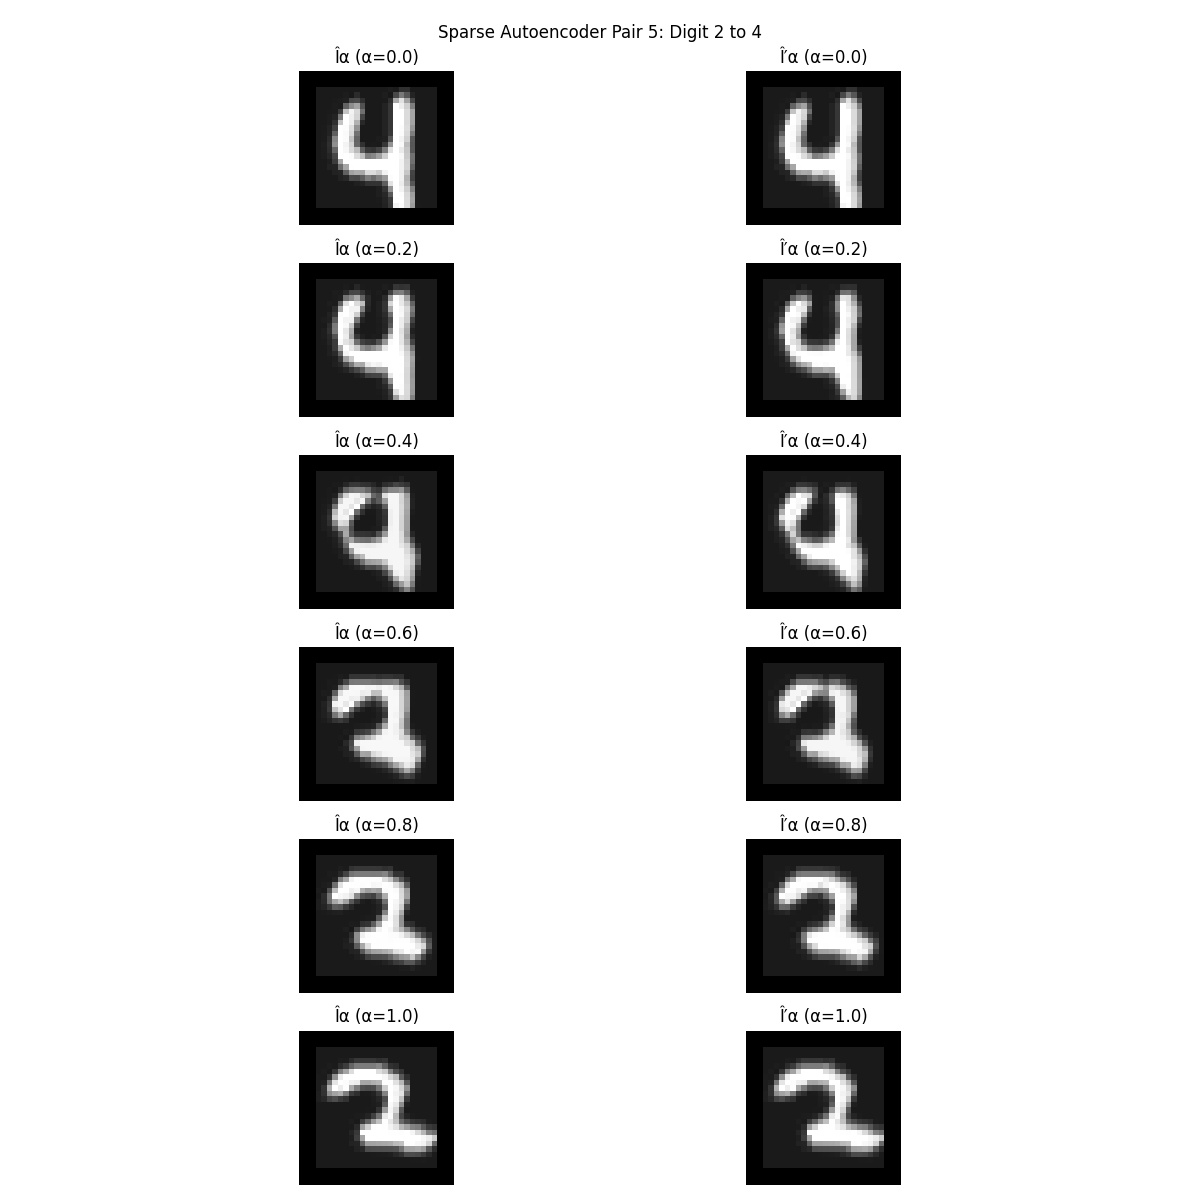 Sparse Autoencoder Pair 5: Digit 2 to 4
Îα (α=0.0) Î′α (α=0.0)
Îα (α=0.2) Î′α (α=0.2)
Îα (α=0.4) Î′α (α=0.4)
Îα (α=0.6) Î′α (α=0.6)
Îα (α=0.8) Î′α (α=0.8)
Îα (α=1.0) Î′α (α=1.0)